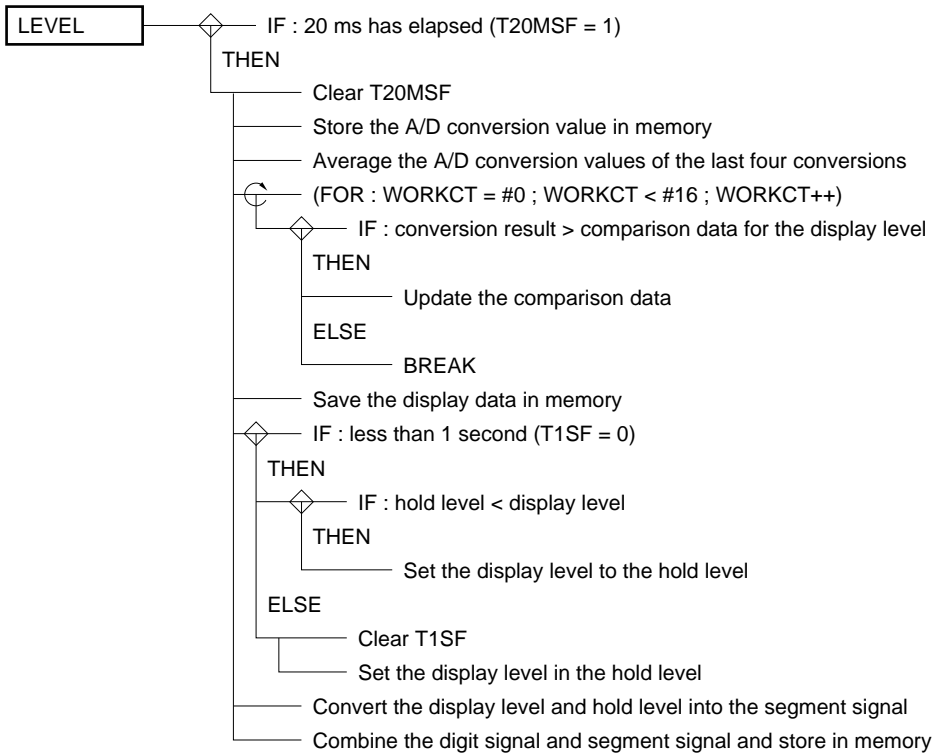 LEVEL
IF : 20 ms has elapsed (T20MSF = 1)
THEN
Clear T20MSF
Store the A/D conversion value in memory
Average the A/D conversion values of the last four conversions
(FOR : WORKCT = #0 ; WORKCT < #16 ; WORKCT++)
IF : conversion result > comparison data for the display level
THEN
Update the comparison data
ELSE
BREAK
Save the display data in memory
IF : less than 1 second (T1SF = 0)
THEN
IF : hold level < display level
THEN
Set the display level to the hold level
ELSE
Clear T1SF
Set the display level in the hold level
Convert the display level and hold level into the segment signal
Combine the digit signal and segment signal and store in memory